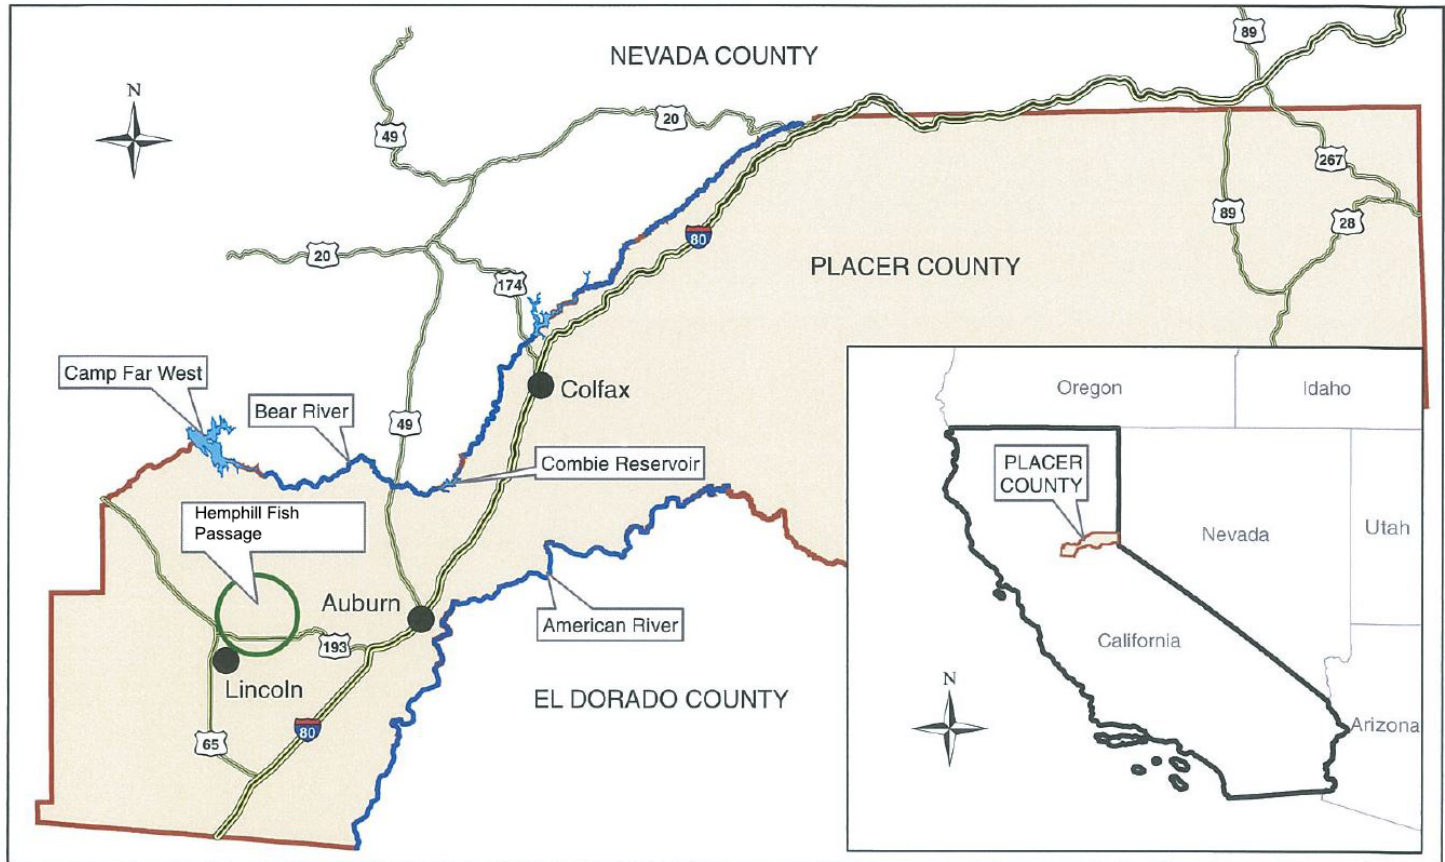 NEVADA COUNTY
89
N
20
49
267
89
28
80
20
PLACER COUNTY
174
Camp Far West
Colfax
Bear River
49
Combie Reservoir
Hemphill Fish
Passage
Auburn
American River
193
Lincoln
EL DORADO COUNTY
80
65
Oregon
Idaho
PLACER
COUNTY
Nevada
Utah
California
N
Arizona